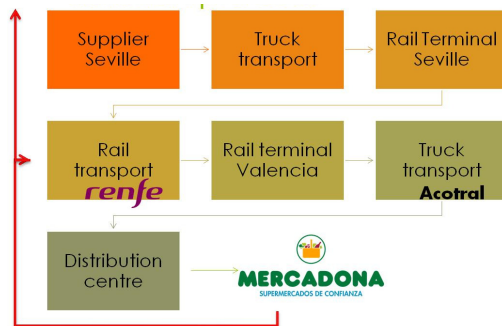 Supplier
Seville
Truck
transport
Rail Terminal
Seville
Rail
transport
renfe
Rail terminal
Valencia
Truck
transport
Acotral
Distribution
centre
MERCADONA
SUPERMERCADOS DE CONFIANZA